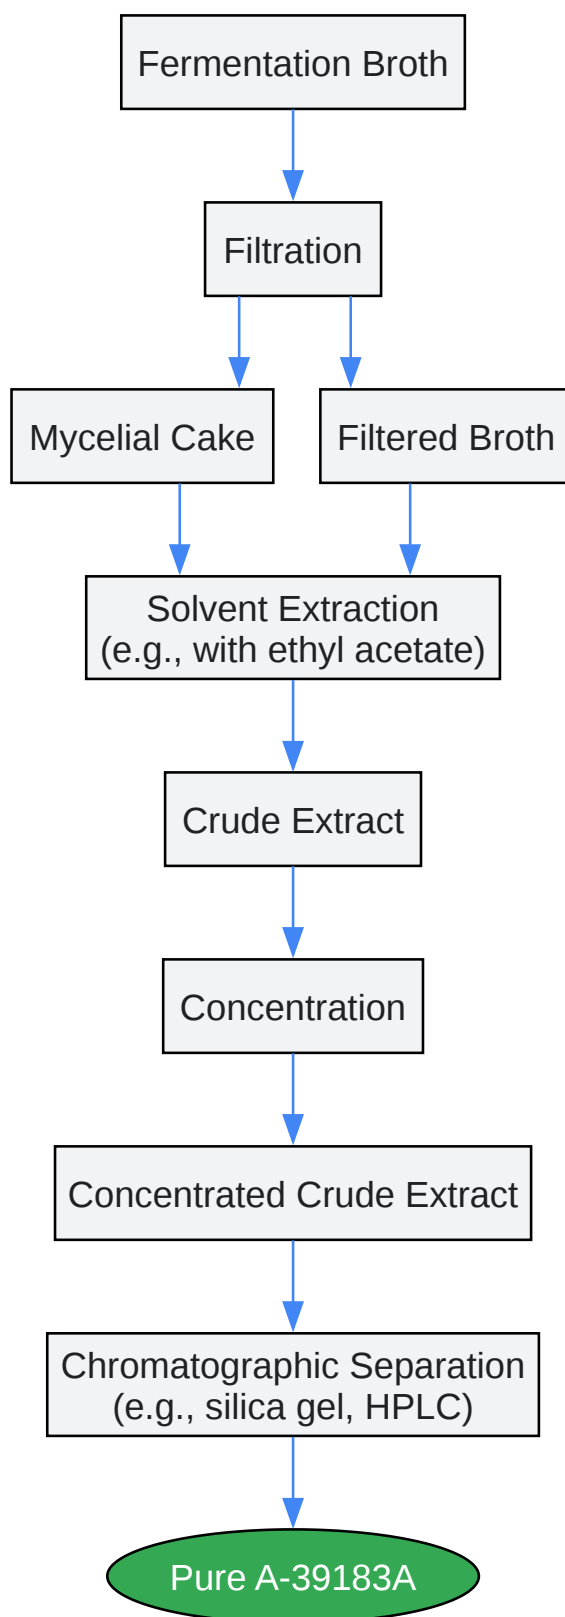 Fermentation Broth
Filtration
Mycelial Cake
Filtered Broth
Solvent Extraction
(e.g., with ethyl acetate)
Crude Extract
Concentration
Concentrated Crude Extract
Chromatographic Separation
(e.g., silica gel, HPLC)
Pure A-39183A